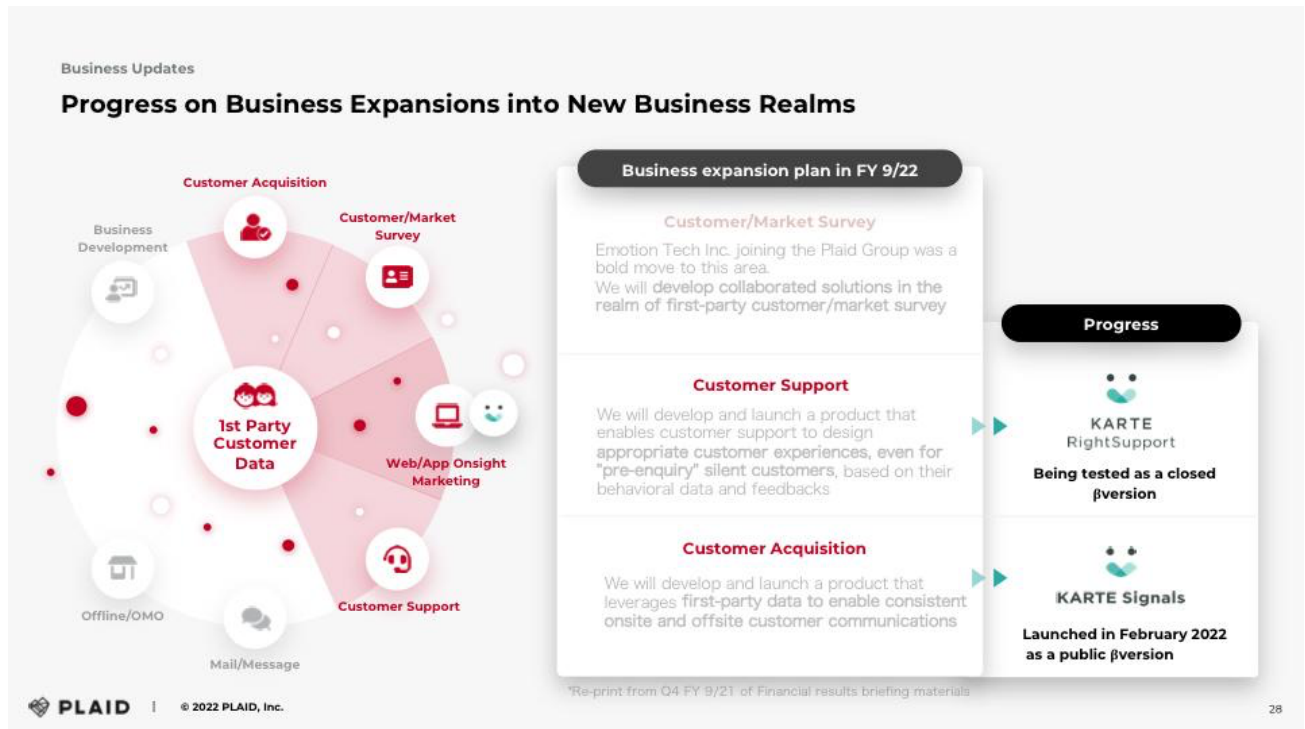 Business Updates
Progress on Business Expansions into New Business Realms
Customer Acquisition
Customer/Market
Survey
Business
Development
1st Party
Customer
Data
Web/App Onsight
Marketing
Customer Support
Offline/OMO
Mail/Message
Business expansion plan in FY 9/22
Customer/Market Survey
Emotion Tech Inc. joining the Plaid Group was a
bold move to this area.
We will develop collaborated solutions in the
realm of first-party customer/market survey
Customer Support
We will develop and launch a product that
enables customer support to design
appropriate customer experiences, even for
"pre-enquiry" silent customers, based on their
behavioral data and feedbacks
Customer Acquisition
We will develop and launch a product that
leverages first-party data to enable consistent
onsite and offsite customer communications
Progress
KARTE
RightSupport
Being tested as a closed
βversion
KARTE Signals
Launched in February 2022
as a public βversion
*Re-print from Q4 FY 9/21 of Financial results briefing materials
PLAID | © 2022 PLAID, Inc.
28